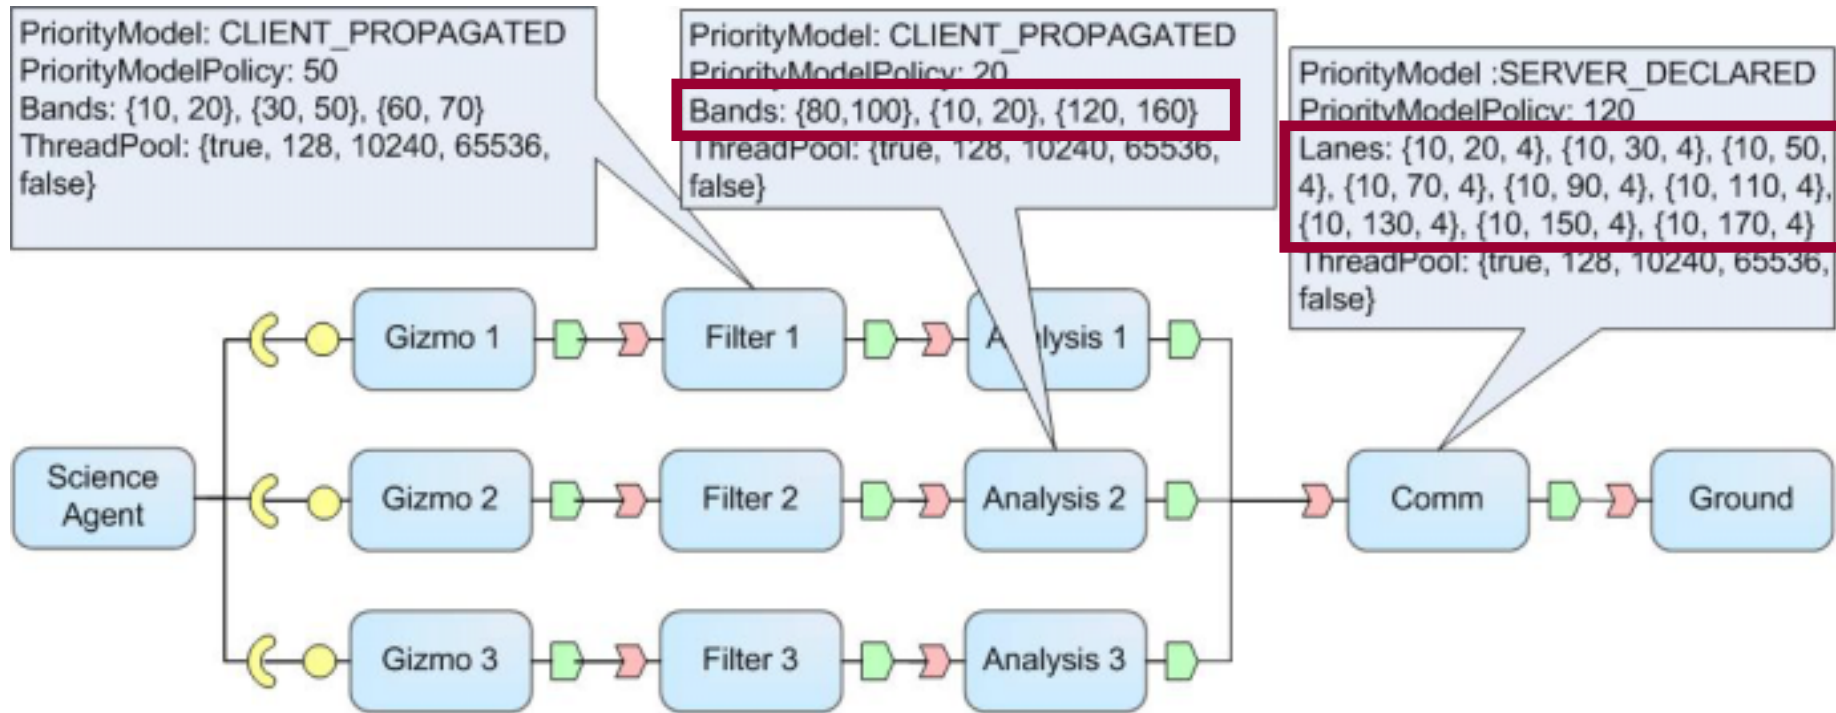 PriorityModel: CLIENT_PROPAGATED
PriorityModelPolicy: 50
Bands: {10, 20}, {30, 50}, {60, 70}
ThreadPool: {true, 128, 10240, 65536,
false}
PriorityModel: CLIENT_PROPAGATED
PriorityModelPolicy: 20
Bands: {80,100}, {10, 20}, {120, 160}
ThreadPool: {true, 128, 10240, 65536,
false}
PriorityModel :SERVER_DECLARED
PriorityModelPolicy: 120
Lanes: {10, 20, 4}, {10, 30, 4}, {10, 50,
4}, {10, 70, 4}, {10, 90, 4}, {10, 110, 4},
{10, 130, 4}, {10, 150, 4}, {10, 170, 4}
ThreadPool: {true, 128, 10240, 65536,
false}
Gizmo 1
Filter 1
Analysis 1
Science
Agent
Gizmo 2
Filter 2
Analysis 2
Comm
Ground
Gizmo 3
Filter 3
Analysis 3